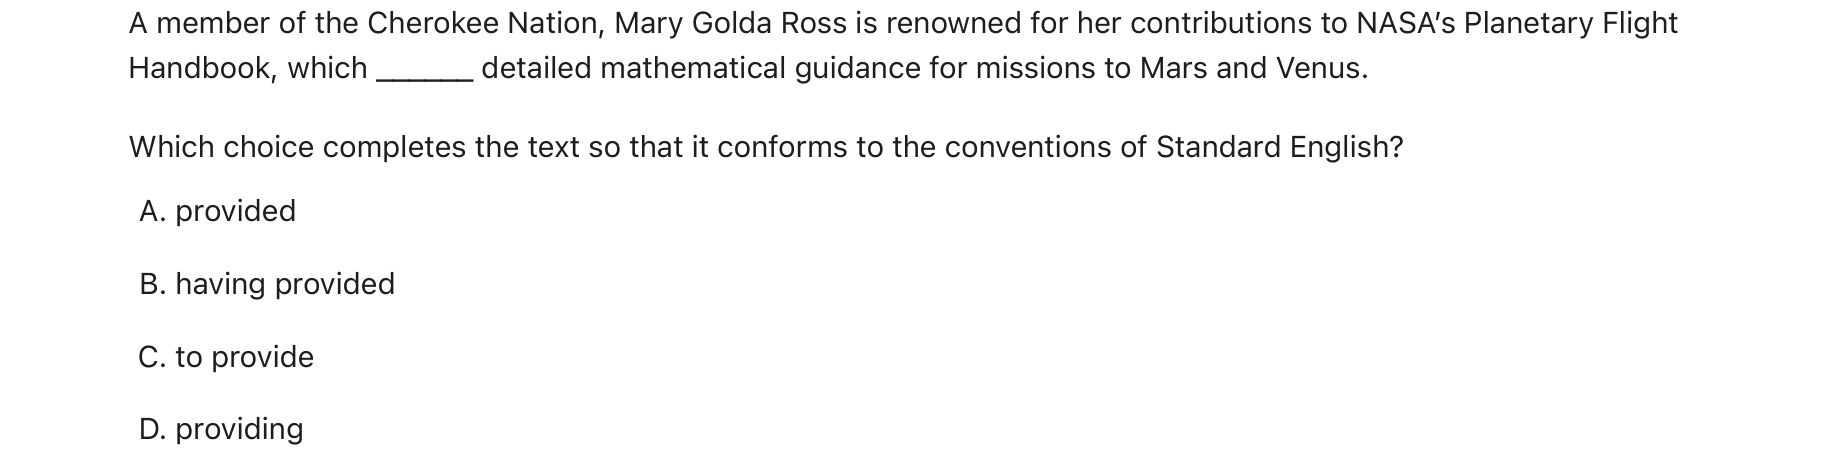 A member of the Cherokee Nation, Mary Golda Ross is renowned for her contributions to NASA's Planetary Flight
Handbook, which ______ detailed mathematical guidance for missions to Mars and Venus.
Which choice completes the text so that it conforms to the conventions of Standard English?
A. provided
B. having provided
C. to provide
D. providing